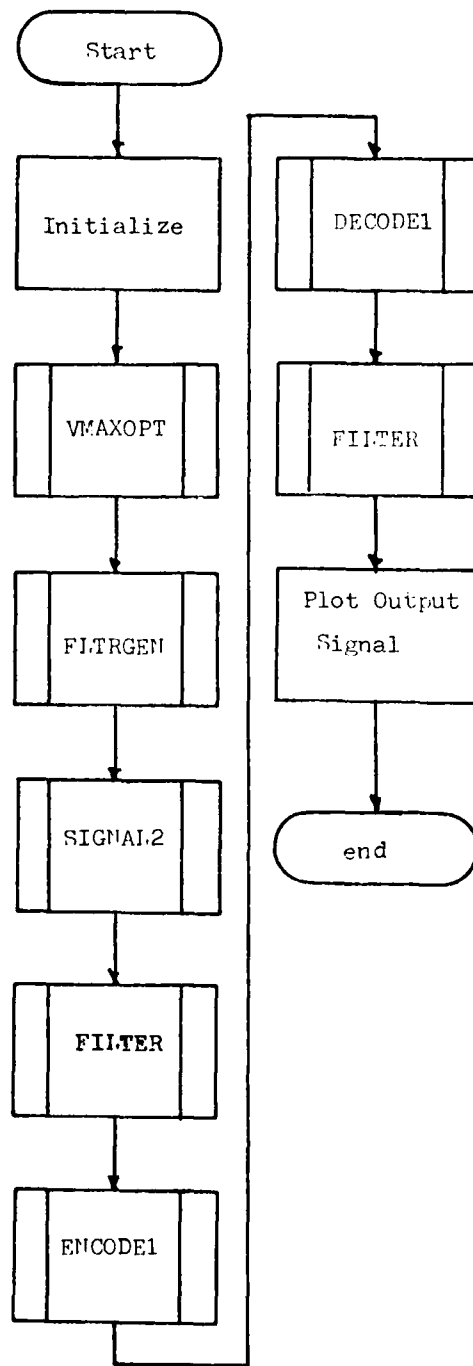 Start
Initialize
VMAXOPT
FLTRGEN
SIGNAL2
FILTER
ENCODE1
DECODE1
FILTER
Plot Output
Signal
end